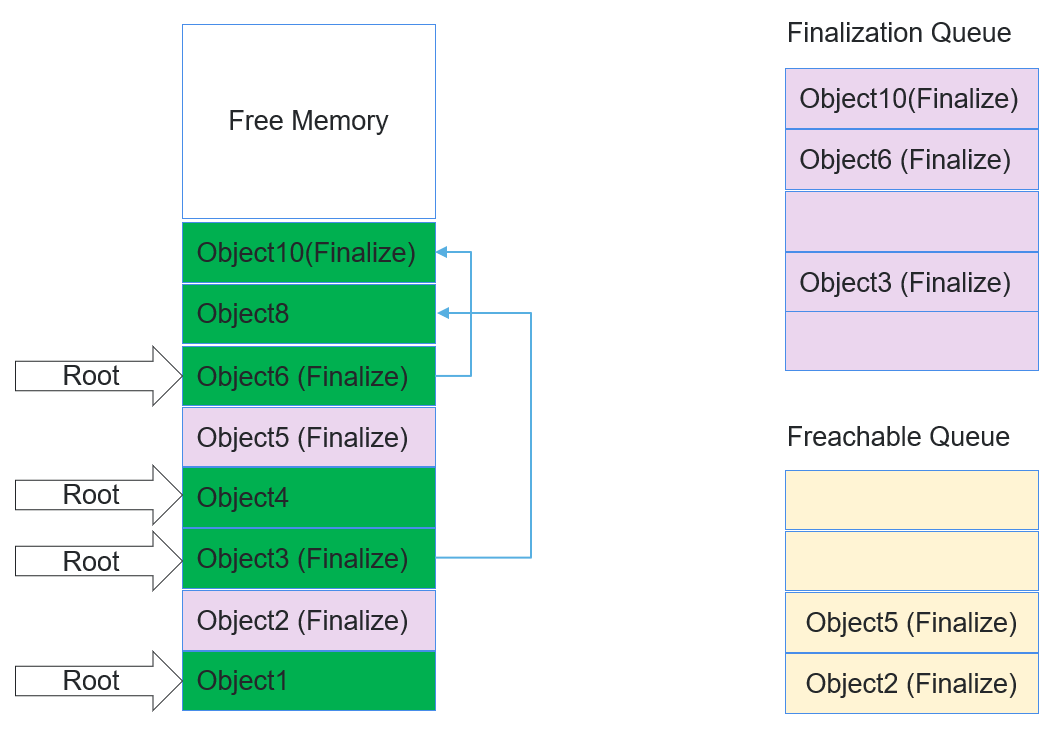 Free Memory
Object10(Finalize)
Object8
Root
Object6 (Finalize)
Object5 (Finalize)
Root
Object4
Root
Object3 (Finalize)
Object2 (Finalize)
Root
Object1
Finalization Queue
Object10(Finalize)
Object6 (Finalize)
Object3 (Finalize)
Freachable Queue
Object5 (Finalize)
Object2 (Finalize)